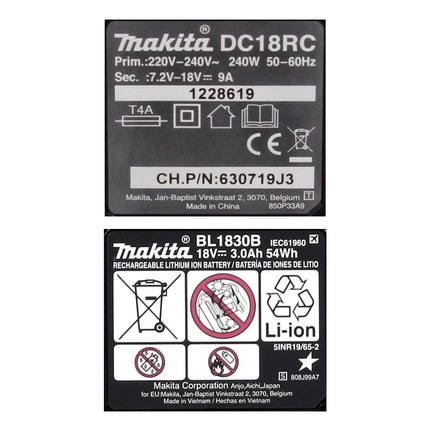 makita® DC18RC
Prim.:220V-240V~ 240W 50-60Hz
Sec. :7.2V-18V⎓ 9A
1228619
T4A
CE
CH.P/N:630719J3
Makita, Jan-Baptist Vinkstraat 2, 3070, Belgium T
Made in China 850P33A9
makita® BL1830B IEC61960
18V⎓ 3.0Ah 54Wh
RECHARGEABLE LITHIUM ION BATTERY / BATERÍA DE IONES DE LITIO
Li-ion
5INR19/65-2
S 808J99A7
Makita Corporation Anjo,Aichi,Japan
for EU:Makita, Jan-Baptist Vinkstraat 2, 3070, Belgium
Made in Vietnam / Hecho en Vietnam